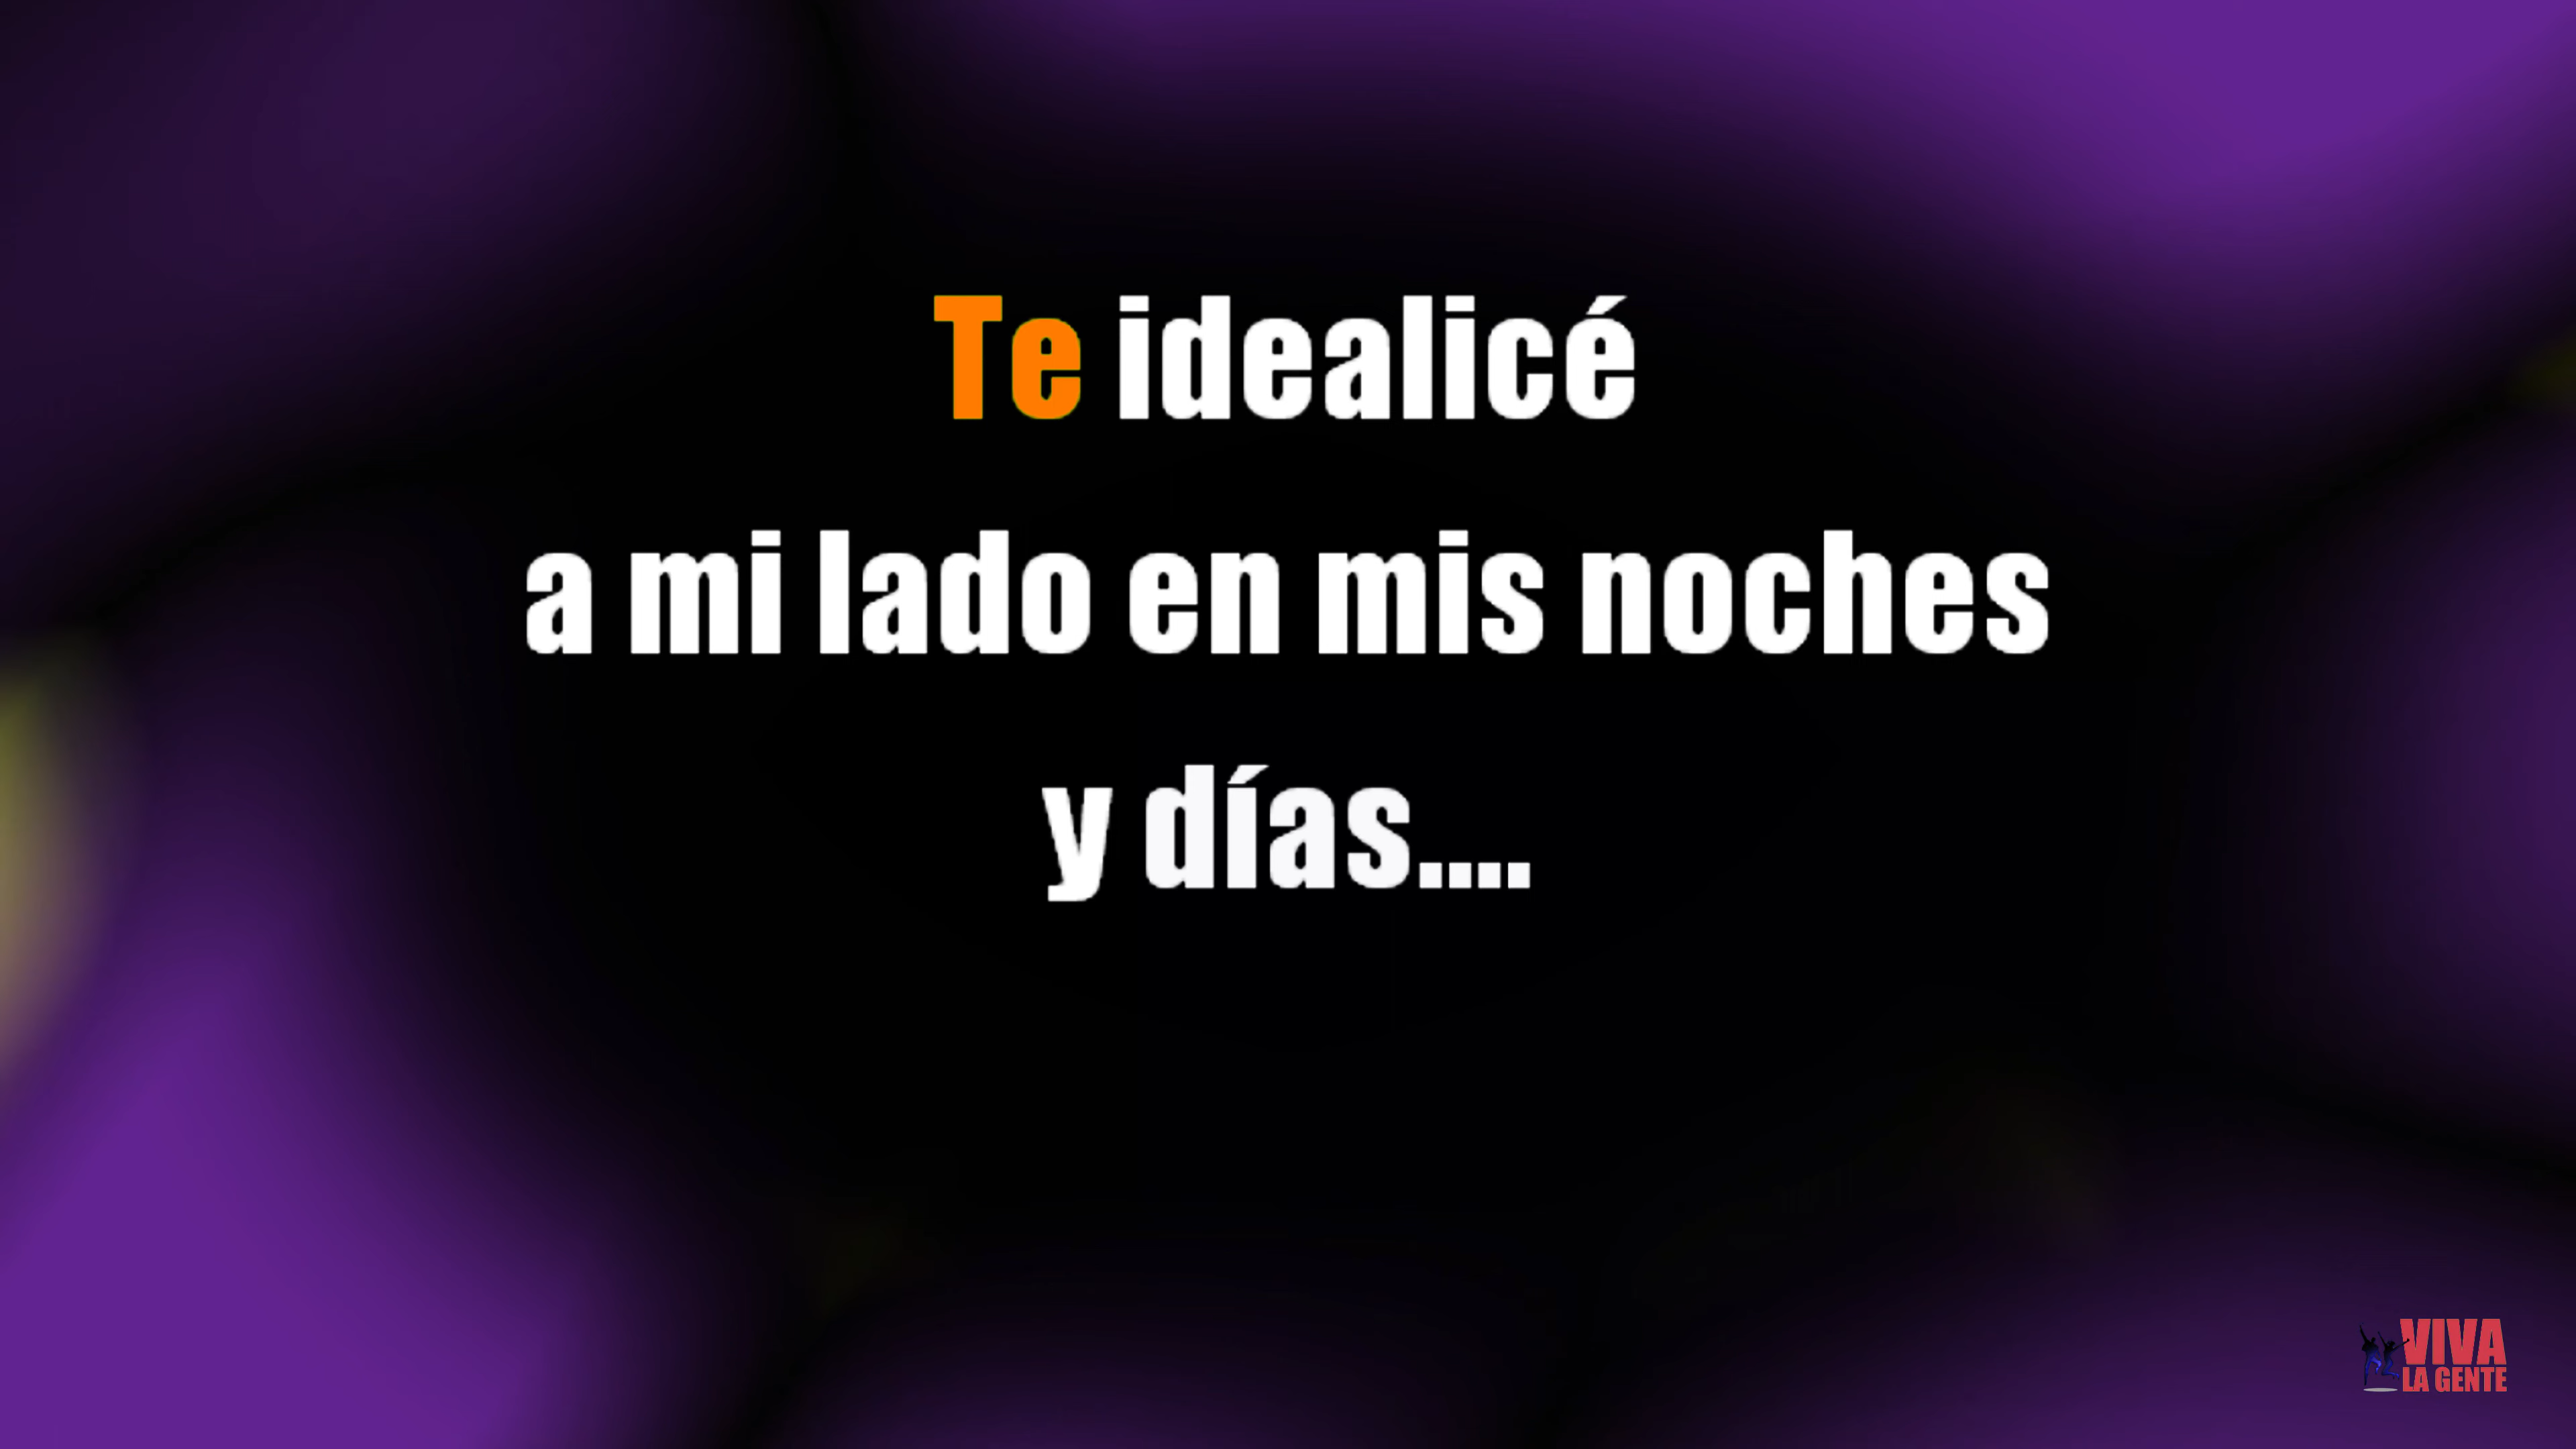 Te idealicé
a mi lado en mis noches
y días....
VIVA
LA GENTE